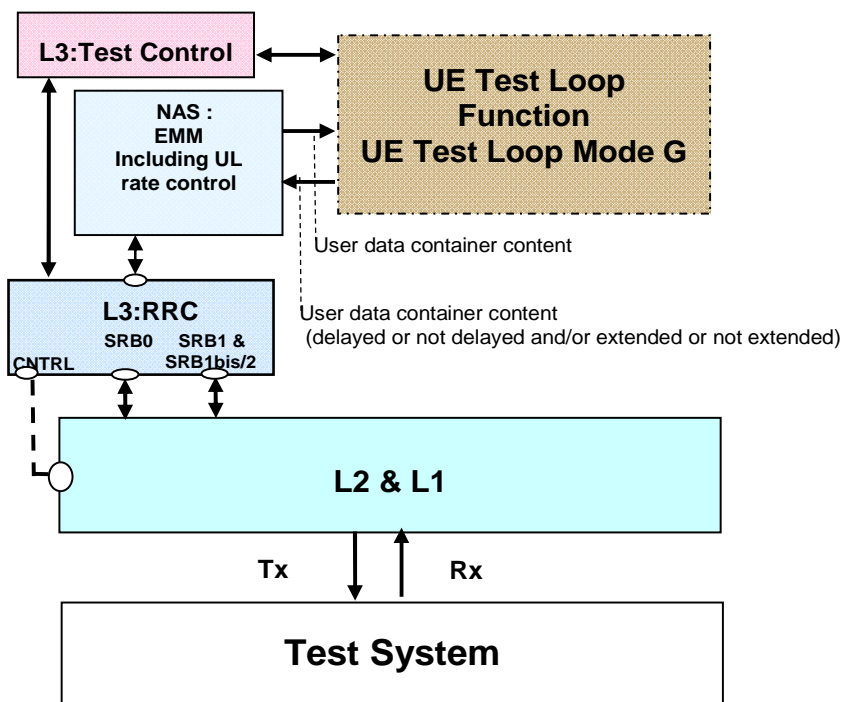 L3:Test Control
UE Test Loop
Function
UE Test Loop Mode G
NAS :
EMM
Including UL
rate control
User data container content
User data container content
(delayed or not delayed and/or extended or not extended)
L3:RRC
SRB0
SRB1 &
SRB1bis/2
CNTRL
L2 & L1
Tx
Rx
Test System